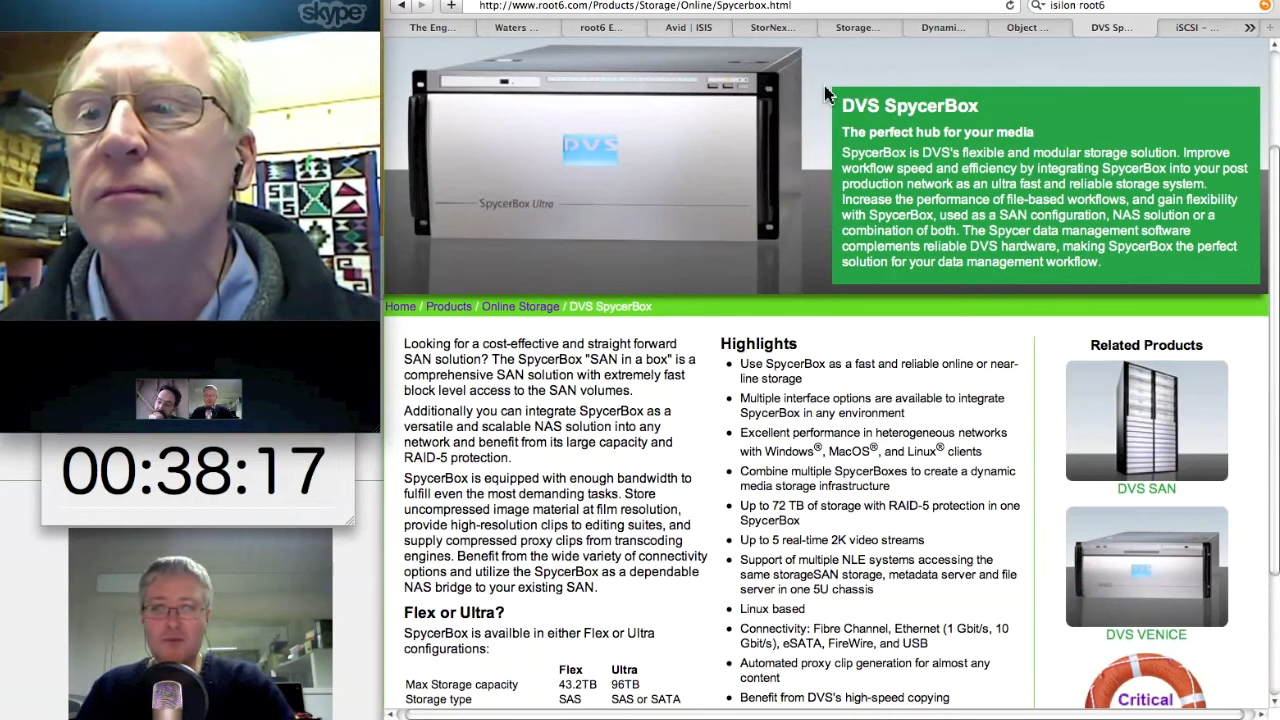 skype
http://www.root6.com/Products/Storage/Online/Spycerbox.html
isilon root6
The Eng...
Waters ...
root6 E...
Avid | ISIS
StorNex...
Storage...
Dynami...
Object ...
DVS Sp...
iSCSI – ...
DVS
SpycerBox Ultra
DVS SpycerBox
The perfect hub for your media
SpycerBox is DVS's flexible and modular storage solution. Improve
workflow speed and efficiency by integrating SpycerBox into your post
production network as an ultra fast and reliable storage system.
Increase the performance of file-based workflows, and gain flexibility
with SpycerBox, used as a SAN configuration, NAS solution or a
combination of both. The Spycer data management software
complements reliable DVS hardware, making SpycerBox the perfect
solution for your data management workflow.
Home / Products / Online Storage / DVS SpycerBox
Looking for a cost-effective and straight forward
SAN solution? The SpycerBox "SAN in a box" is a
comprehensive SAN solution with extremely fast
block level access to the SAN volumes.
Additionally you can integrate SpycerBox as a
versatile and scalable NAS solution into any
network and benefit from its large capacity and
RAID-5 protection.
SpycerBox is equipped with enough bandwidth to
fulfill even the most demanding tasks. Store
uncompressed image material at film resolution,
provide high-resolution clips to editing suites, and
supply compressed proxy clips from transcoding
engines. Benefit from the wide variety of connectivity
options and utilize the SpycerBox as a dependable
NAS bridge to your existing SAN.
Flex or Ultra?
SpycerBox is availble in either Flex or Ultra
configurations:
Flex Ultra
Max Storage capacity 43.2TB 96TB
Storage type SAS SAS or SATA
Highlights
Use SpycerBox as a fast and reliable online or near-
line storage
Multiple interface options are available to integrate
SpycerBox in any environment
Excellent performance in heterogeneous networks
with Windows®, MacOS®, and Linux® clients
Combine multiple SpycerBoxes to create a dynamic
media storage infrastructure
Up to 72 TB of storage with RAID-5 protection in one
SpycerBox
Up to 5 real-time 2K video streams
Support of multiple NLE systems accessing the
same storageSAN storage, metadata server and file
server in one 5U chassis
Linux based
Connectivity: Fibre Channel, Ethernet (1 Gbit/s, 10
Gbit/s), eSATA, FireWire, and USB
Automated proxy clip generation for almost any
content
Benefit from DVS's high-speed copying
Related Products
DVS SAN
DVS VENICE
Critical
00:38:17